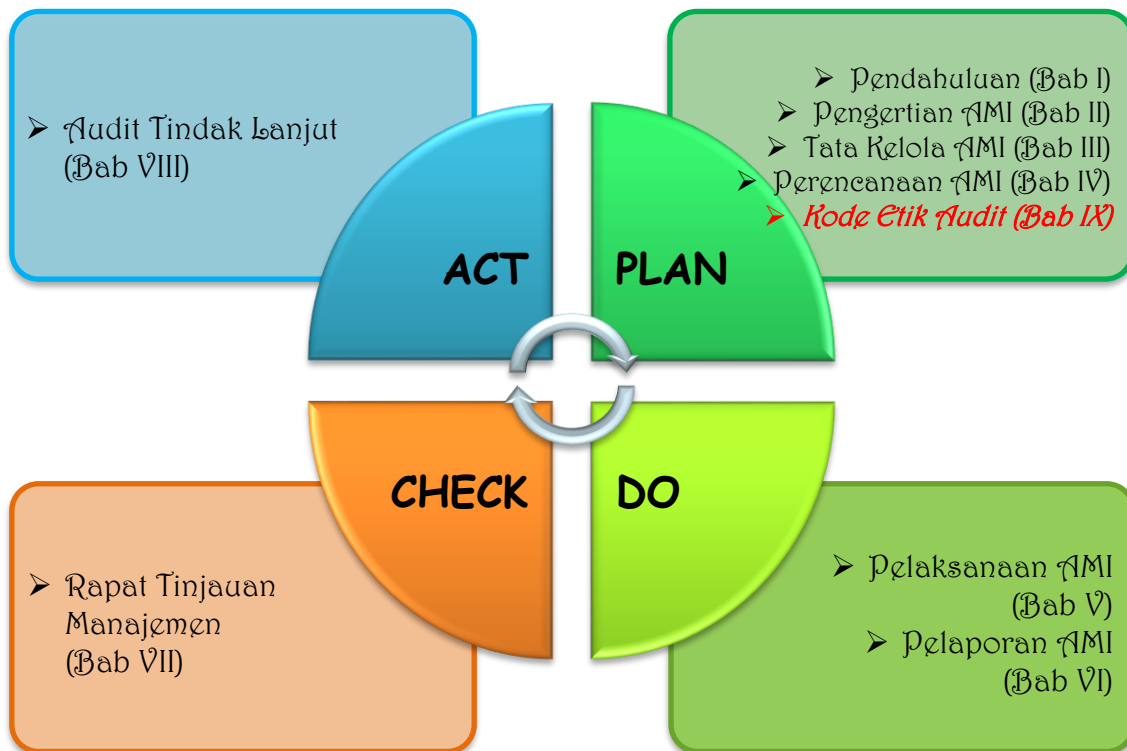 ➢ Audit Tindak Lanjut
(Bab VIII)
➢ Pendahuluan (Bab I)
➢ Pengertian AMI (Bab II)
➢ Tata Kelola AMI (Bab III)
➢ Perencanaan AMI (Bab IV)
➢ Kode Etik Audit (Bab IX)
ACT
PLAN
CHECK
DO
➢ Rapat Tinjauan
Manajemen
(Bab VII)
➢ Pelaksanaan AMI
(Bab V)
➢ Pelaporan AMI
(Bab VI)